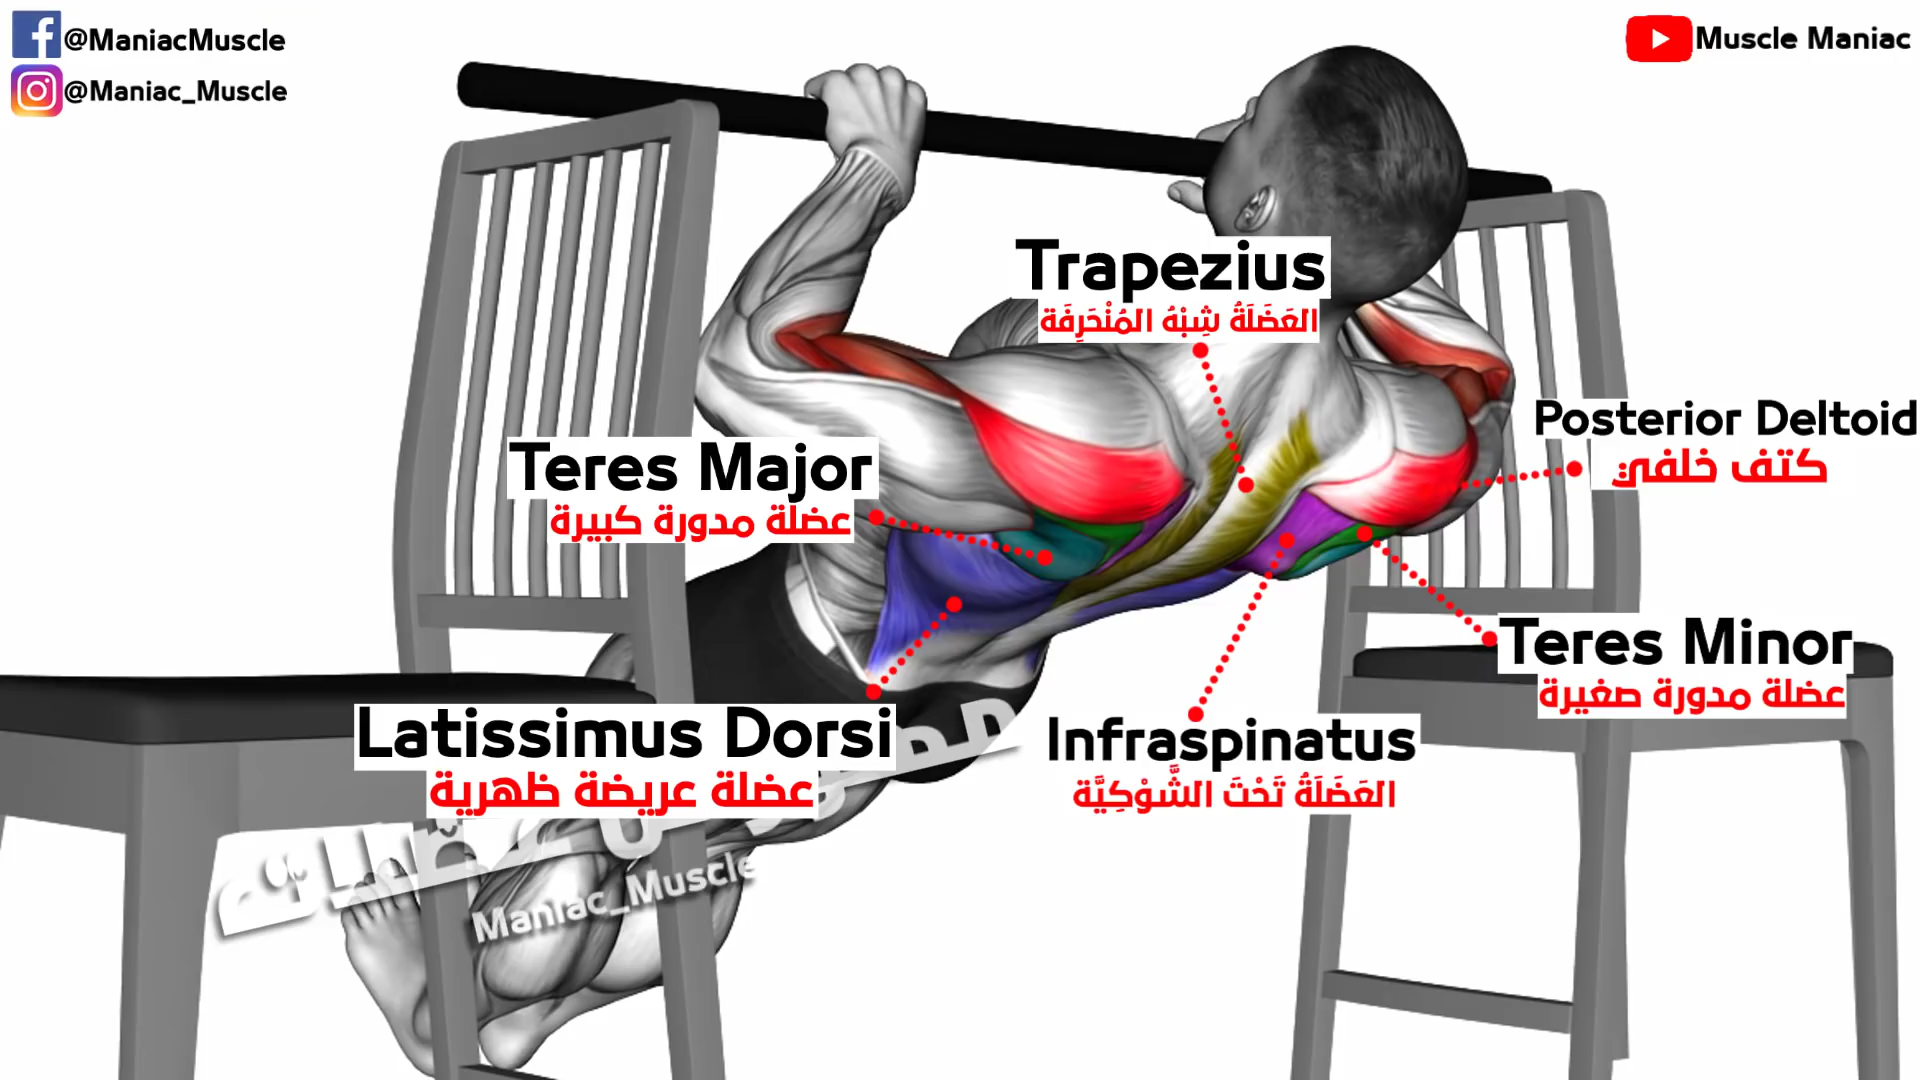 @ManiacMuscle
@Maniac_Muscle
Muscle Maniac
Trapezius
العَضَلَةُ شِبْهُ المُنْحَرِفَة
Posterior Deltoid
كتف خلفي
Teres Major
عضلة مدورة كبيرة
Teres Minor
عضلة مدورة صغيرة
Latissimus Dorsi
عضلة عريضة ظهرية
Infraspinatus
العَضَلَةُ تَحْتَ الشَّوْكِيَّة
Maniac_Muscle